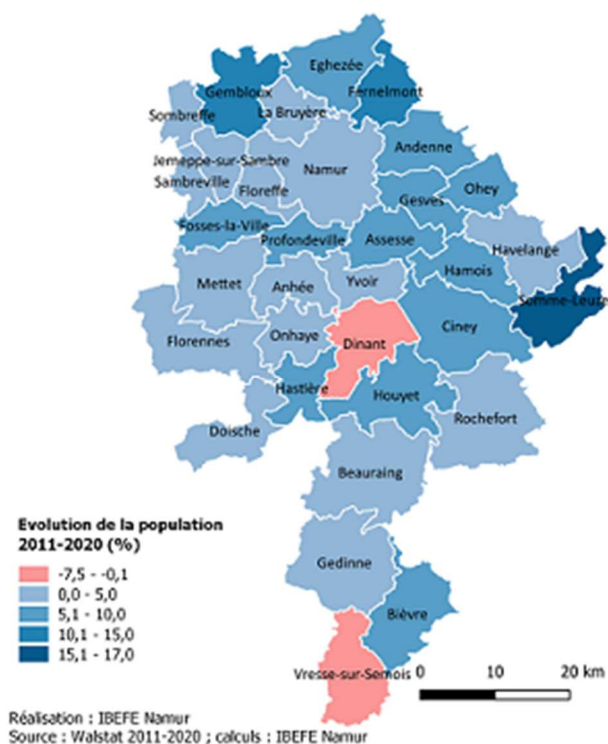 Eghezée
Gembloux
Fernelmont
La Bruyère
Sombreffe
Andenne
Jemeppe-sur-Sambre
Namur
Sambreville
Floreffe
Ohey
Gesves
Fosses-la-Ville
Profondeville
Assesse
Havelange
Hamois
Mettet
Anhée
Yvoir
Somme-Leuze
Florennes
Onhaye
Dinant
Ciney
Hastière
Houyet
Rochefort
Doische
Beauraing
Gedinne
Bièvre
Vresse-sur-Semois
Evolution de la population
2011-2020 (%)
-7,5 - -0,1
0,0 - 5,0
5,1 - 10,0
10,1 - 15,0
15,1 - 17,0
0 10 20 km
Réalisation : IBEFE Namur
Source : Walstat 2011-2020 ; calculs : IBEFE Namur